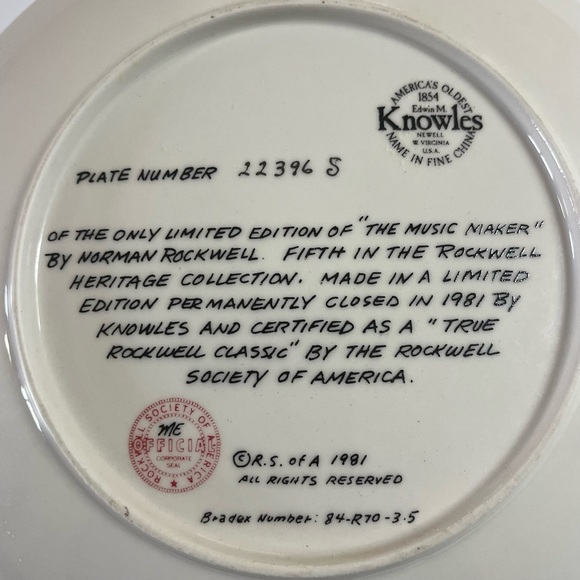 AMERICA'S OLDEST
1854
Edwin M.
Knowles
NEWELL
W. VIRGINIA
U.S.A.
NAME IN FINE CHINA
PLATE NUMBER 22396 S
OF THE ONLY LIMITED EDITION OF "THE MUSIC MAKER"
BY NORMAN ROCKWELL. FIFTH IN THE ROCKWELL
HERITAGE COLLECTION. MADE IN A LIMITED
EDITION PERMANENTLY CLOSED IN 1981 By
KNOWLES AND CERTIFIED AS A "TRUE
ROCKWELL CLASSIC" BY THE ROCKWELL
SOCIETY OF AMERICA.
ROCKWELL SOCIETY OF AMERICA
ME
OFFICIAL
CORPORATE
SEAL
©R.S. of A 1981
ALL RIGHTS RESERVED
Bradex Number: 84-R70-3.5